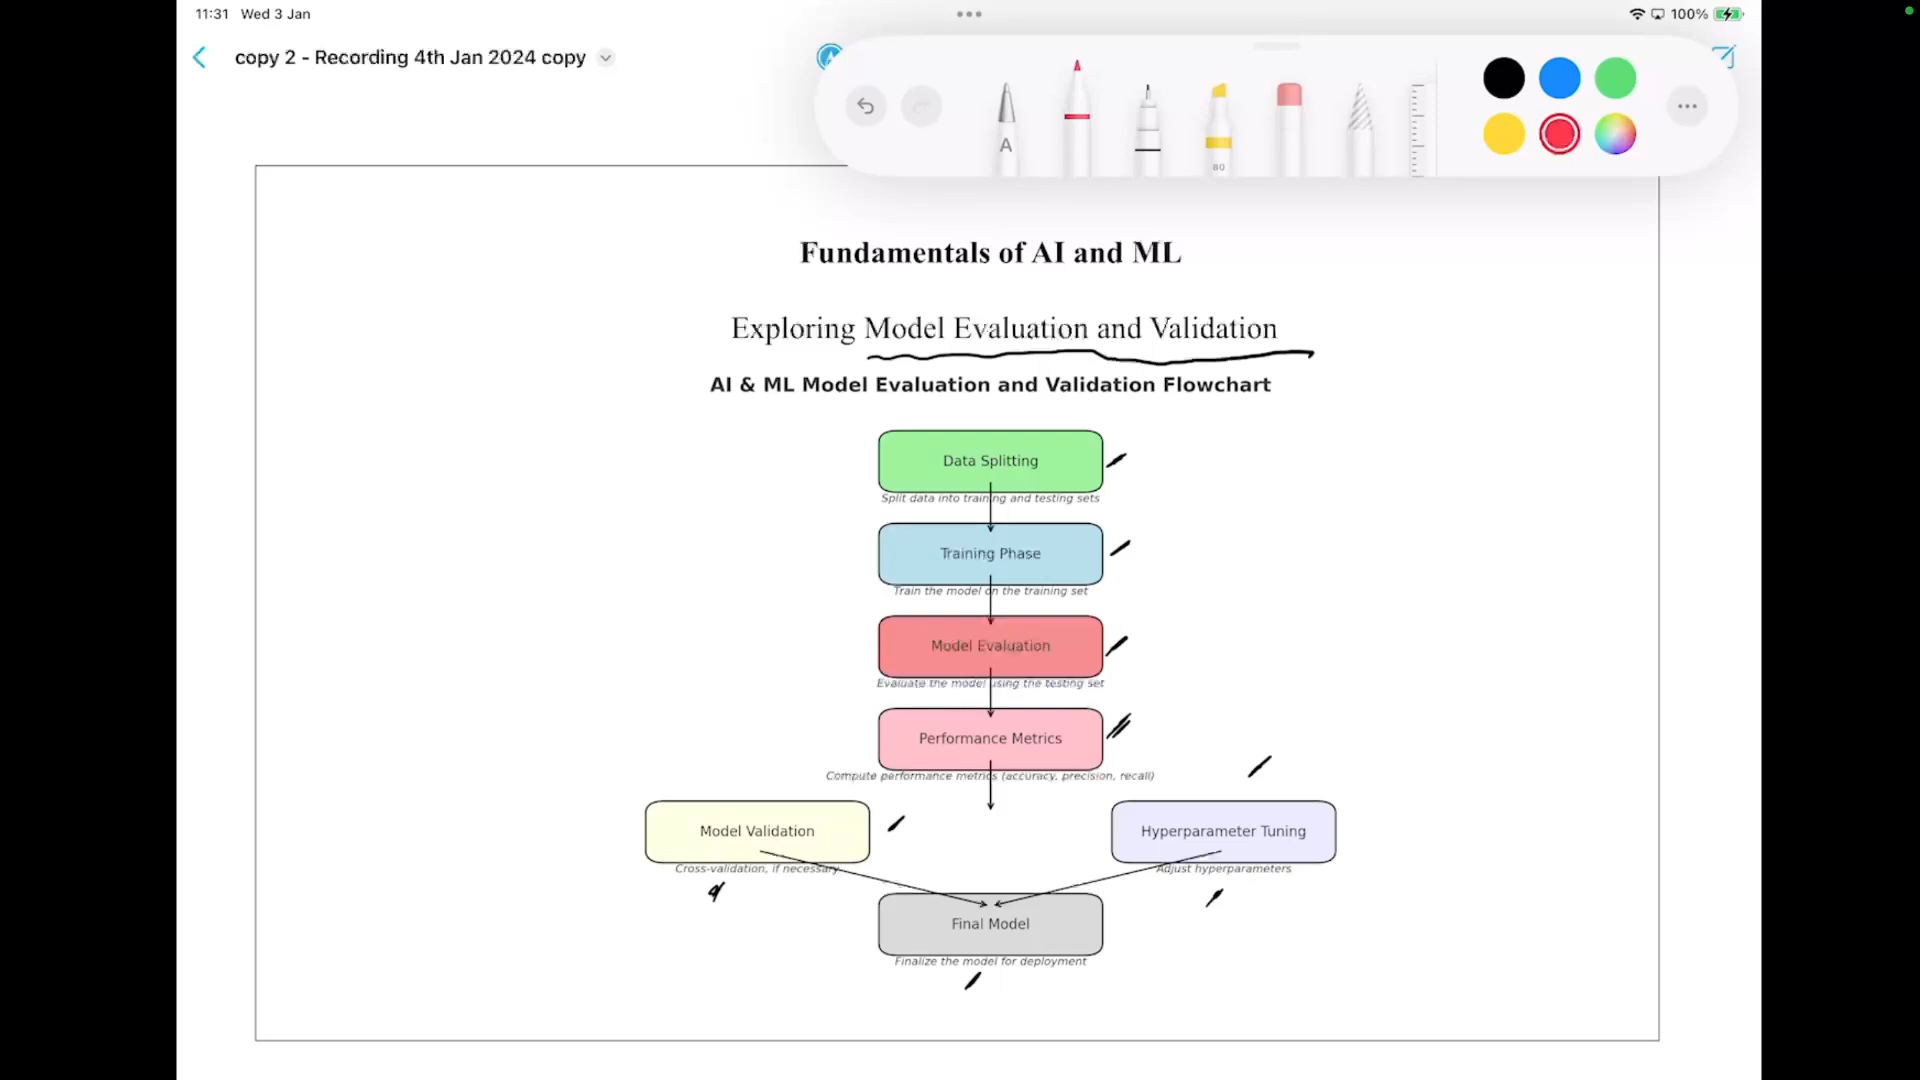 11:31 Wed 3 Jan
100%
copy 2 - Recording 4th Jan 2024 copy
A
80
Fundamentals of AI and ML
Exploring Model Evaluation and Validation
AI & ML Model Evaluation and Validation Flowchart
Data Splitting
Split data into training and testing sets
Training Phase
Train the model on the training set
Model Evaluation
Evaluate the model using the testing set
Performance Metrics
Compute performance metrics (accuracy, precision, recall)
Model Validation
Cross-validation, if necessary
Hyperparameter Tuning
Adjust hyperparameters
Final Model
Finalize the model for deployment